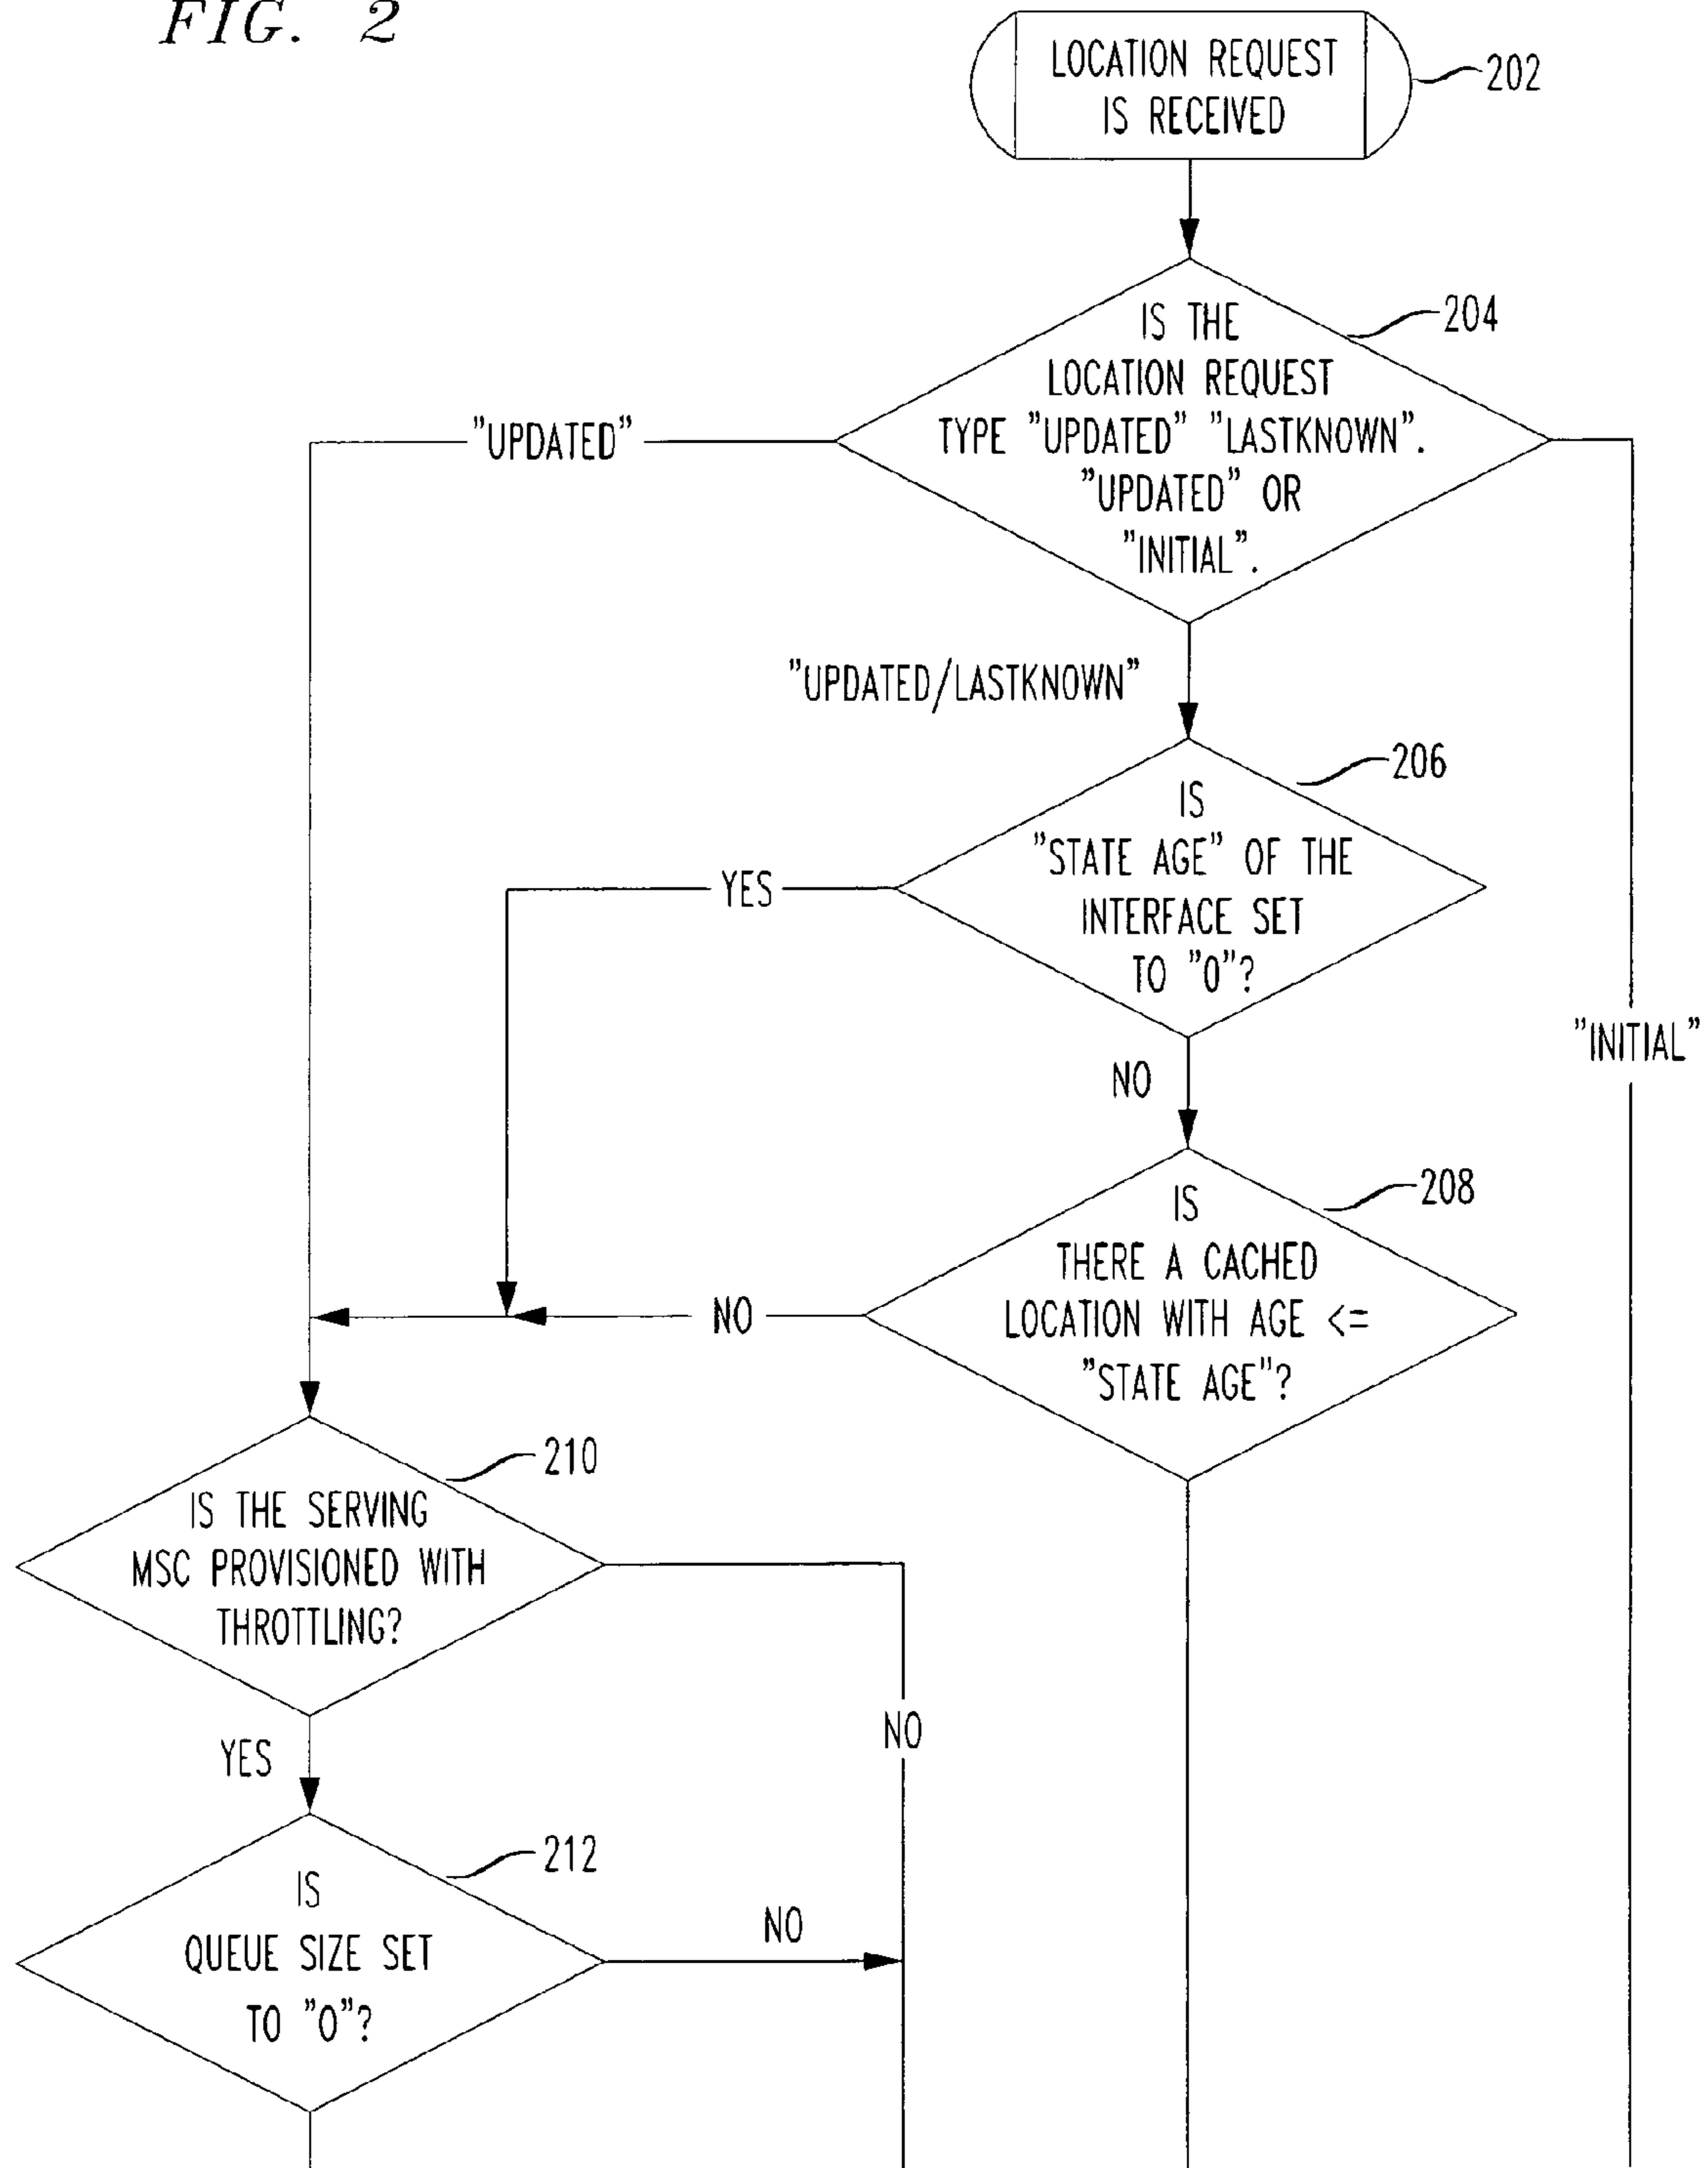 FIG. 2
LOCATION REQUEST
IS RECEIVED
202
IS THE
LOCATION REQUEST
TYPE "UPDATED" "LASTKNOWN".
"UPDATED" OR
"INITIAL".
204
"UPDATED"
"UPDATED/LASTKNOWN"
206
IS
"STATE AGE" OF THE
INTERFACE SET
TO "0"?
YES
"INITIAL"
NO
208
IS
THERE A CACHED
LOCATION WITH AGE <=
"STATE AGE"?
NO
210
IS THE SERVING
MSC PROVISIONED WITH
THROTTLING?
NO
YES
212
IS
QUEUE SIZE SET
TO "0"?
NO